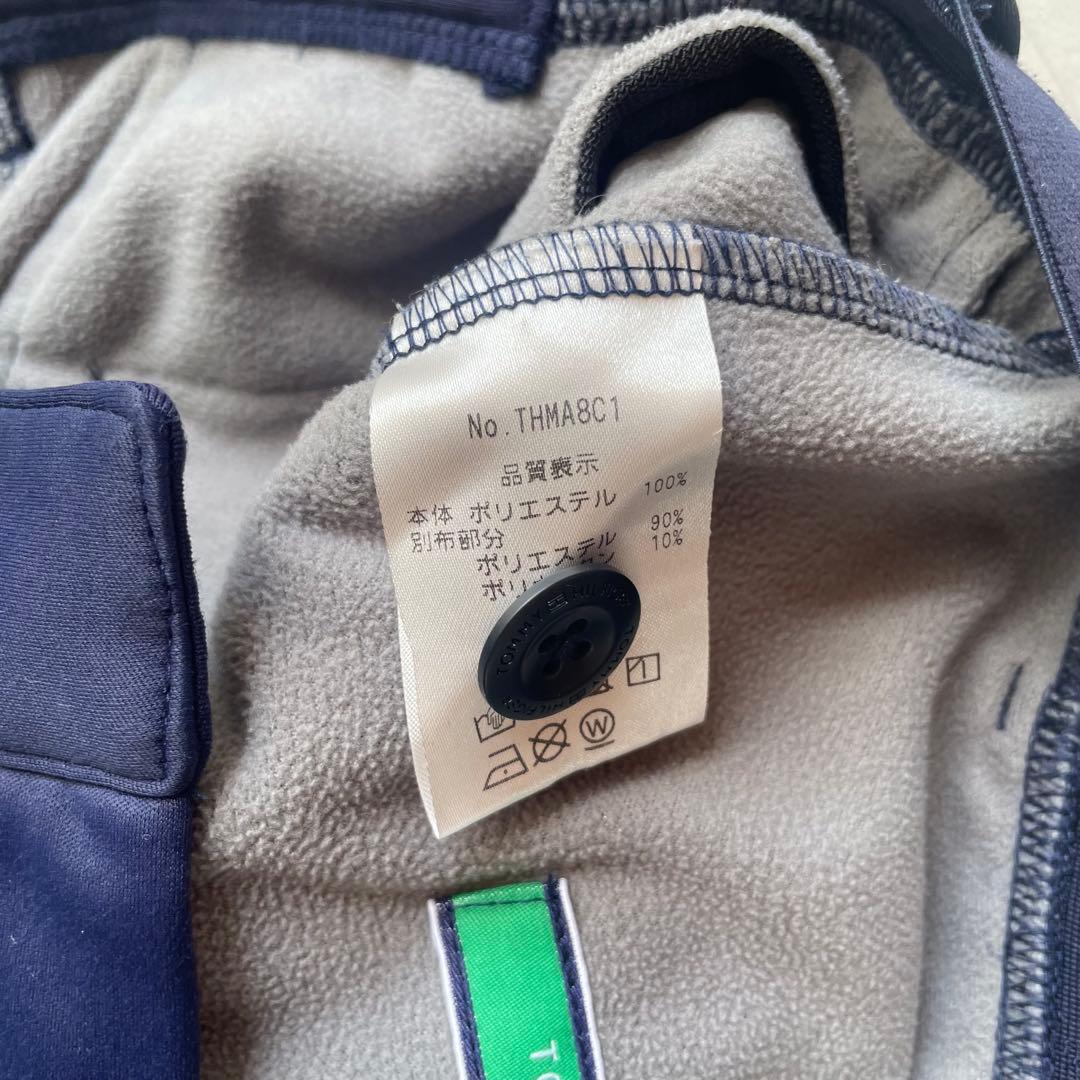 No.THMA8C1
品質表示
本体 ポリエステル 100%
別布部分
ポリエステル 90%
10%
TOMMY HILFIGER
W